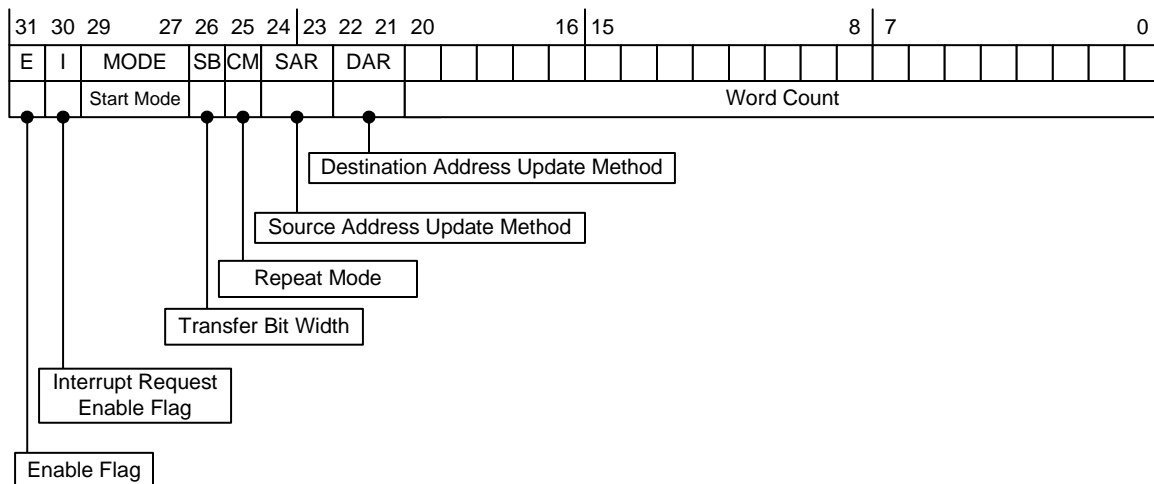 31 30 29 27 26 25 24 23 22 21 20 16 15 8 7 0
E I MODE SB CM SAR DAR
Start Mode Word Count
Destination Address Update Method
Source Address Update Method
Repeat Mode
Transfer Bit Width
Interrupt Request
Enable Flag
Enable Flag